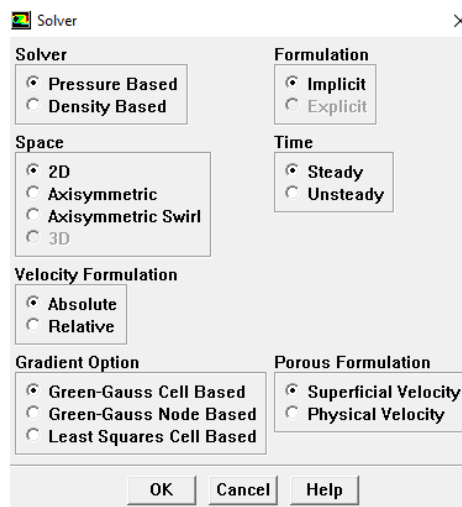 Solver
Solver
Pressure Based
Density Based
Formulation
Implicit
Explicit
Space
2D
Axisymmetric
Axisymmetric Swirl
3D
Time
Steady
Unsteady
Velocity Formulation
Absolute
Relative
Gradient Option
Green-Gauss Cell Based
Green-Gauss Node Based
Least Squares Cell Based
Porous Formulation
Superficial Velocity
Physical Velocity
OK Cancel Help